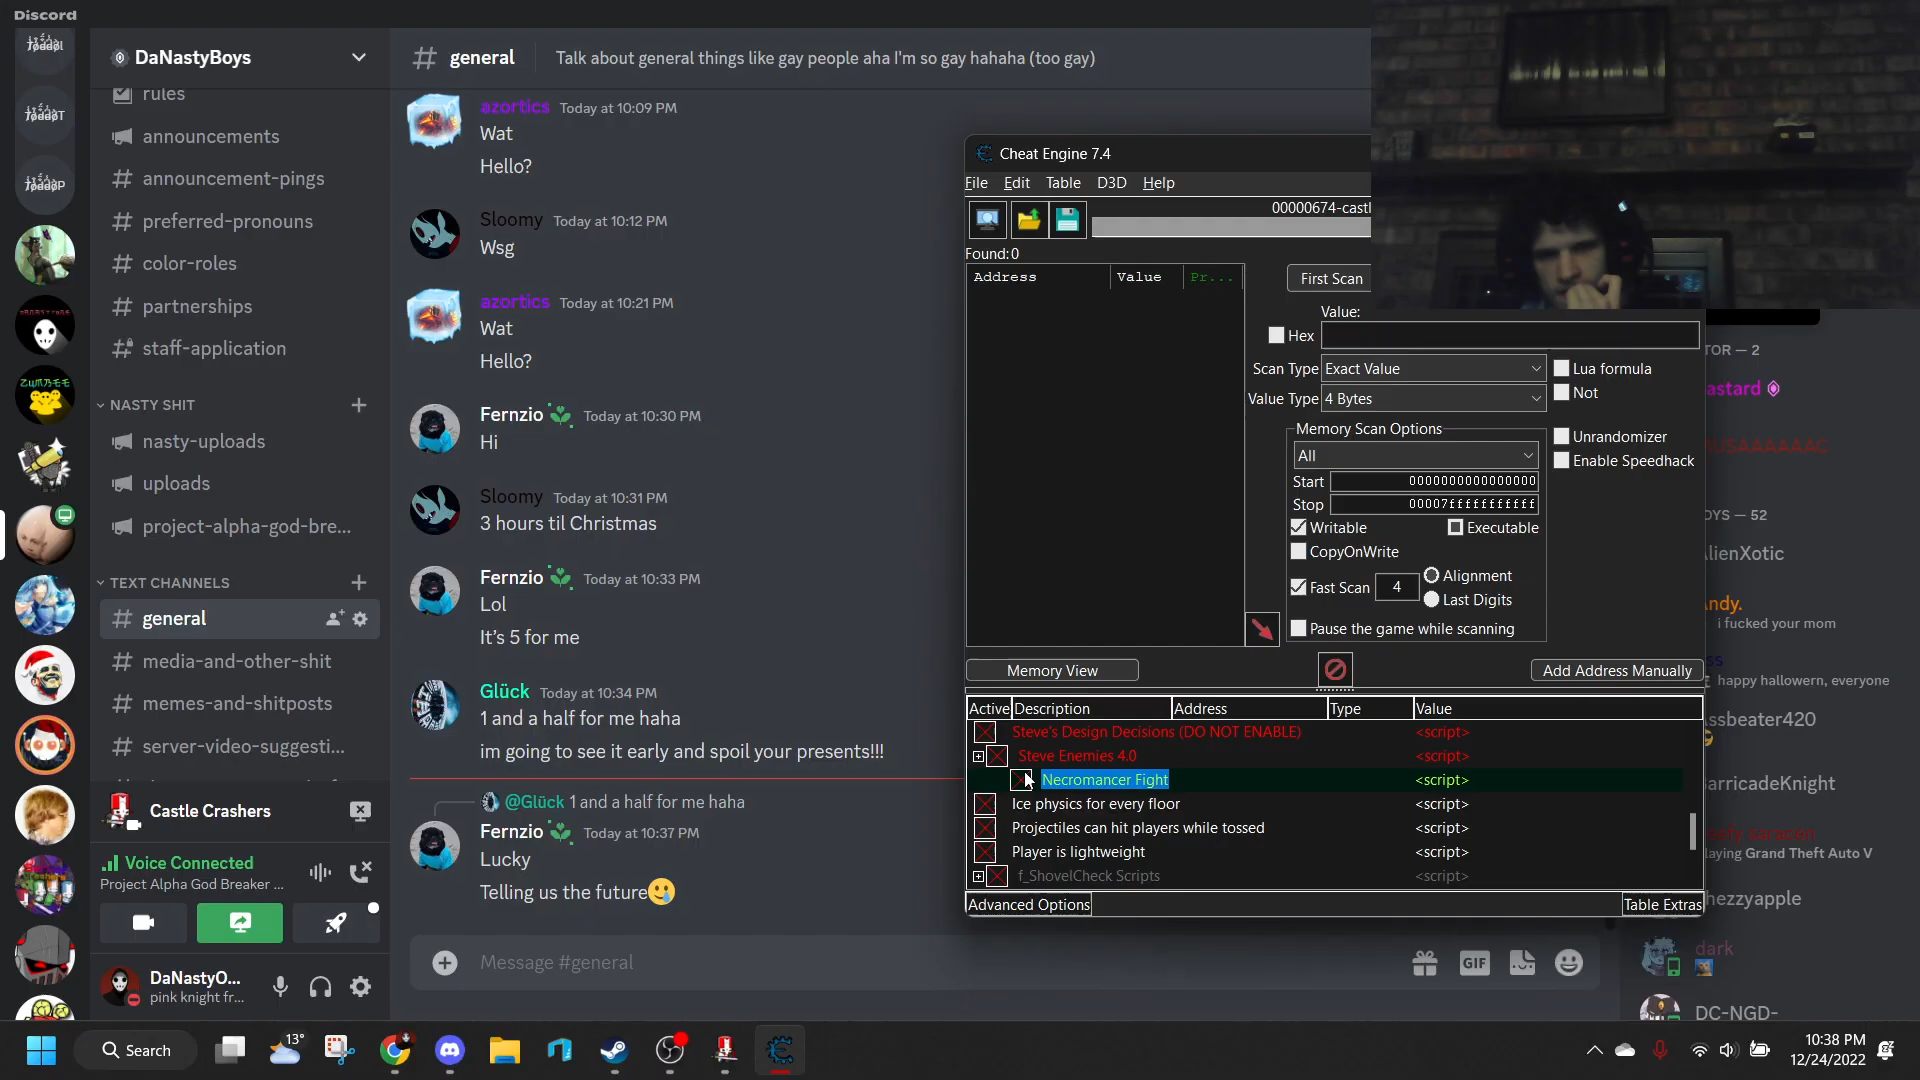 Discord
DaNastyBoys
rules
announcements
announcement-pings
preferred-pronouns
color-roles
partnerships
staff-application
NASTY SHIT
nasty-uploads
uploads
project-alpha-god-bre...
TEXT CHANNELS
general
media-and-other-shit
memes-and-shitposts
server-video-suggesti...
Castle Crashers
Voice Connected
Project Alpha God Breaker ...
DaNastyO...
pink knight fr...
general
Talk about general things like gay people aha I'm so gay hahaha (too gay)
azortics Today at 10:09 PM
Wat
Hello?
Sloomy Today at 10:12 PM
Wsg
azortics Today at 10:21 PM
Wat
Hello?
Fernzio Today at 10:30 PM
Hi
Sloomy Today at 10:31 PM
3 hours til Christmas
Fernzio Today at 10:33 PM
Lol
It's 5 for me
Glück Today at 10:34 PM
1 and a half for me haha
im going to see it early and spoil your presents!!!
@Glück 1 and a half for me haha
Fernzio Today at 10:37 PM
Lucky
Telling us the future
Message #general
GIF
Cheat Engine 7.4
File Edit Table D3D Help
00000674-castl
Found:0
Address Value Pr...
First Scan
Value:
Hex
Scan Type Exact Value
Lua formula
Value Type 4 Bytes
Not
Memory Scan Options
All
Unrandomizer
Enable Speedhack
Start 0000000000000000
Stop 00007fffffffffff
Writable Executable
CopyOnWrite
Fast Scan 4 Alignment
Last Digits
Pause the game while scanning
Memory View
Add Address Manually
Active Description Address Type Value
Steve's Design Decisions (DO NOT ENABLE) <script>
Steve Enemies 4.0 <script>
Necromancer Fight <script>
Ice physics for every floor <script>
Projectiles can hit players while tossed <script>
Player is lightweight <script>
f_ShovelCheck Scripts <script>
Advanced Options
Table Extras
TOR — 2
astard
OYS — 52
lienXotic
ndy.
i fucked your mom
ss
happy hallowern, everyone
ssbeater420
arricadeKnight
laying Grand Theft Auto V
hezzyapple
dark
DC-NGD-
Search
13°
10:38 PM
12/24/2022